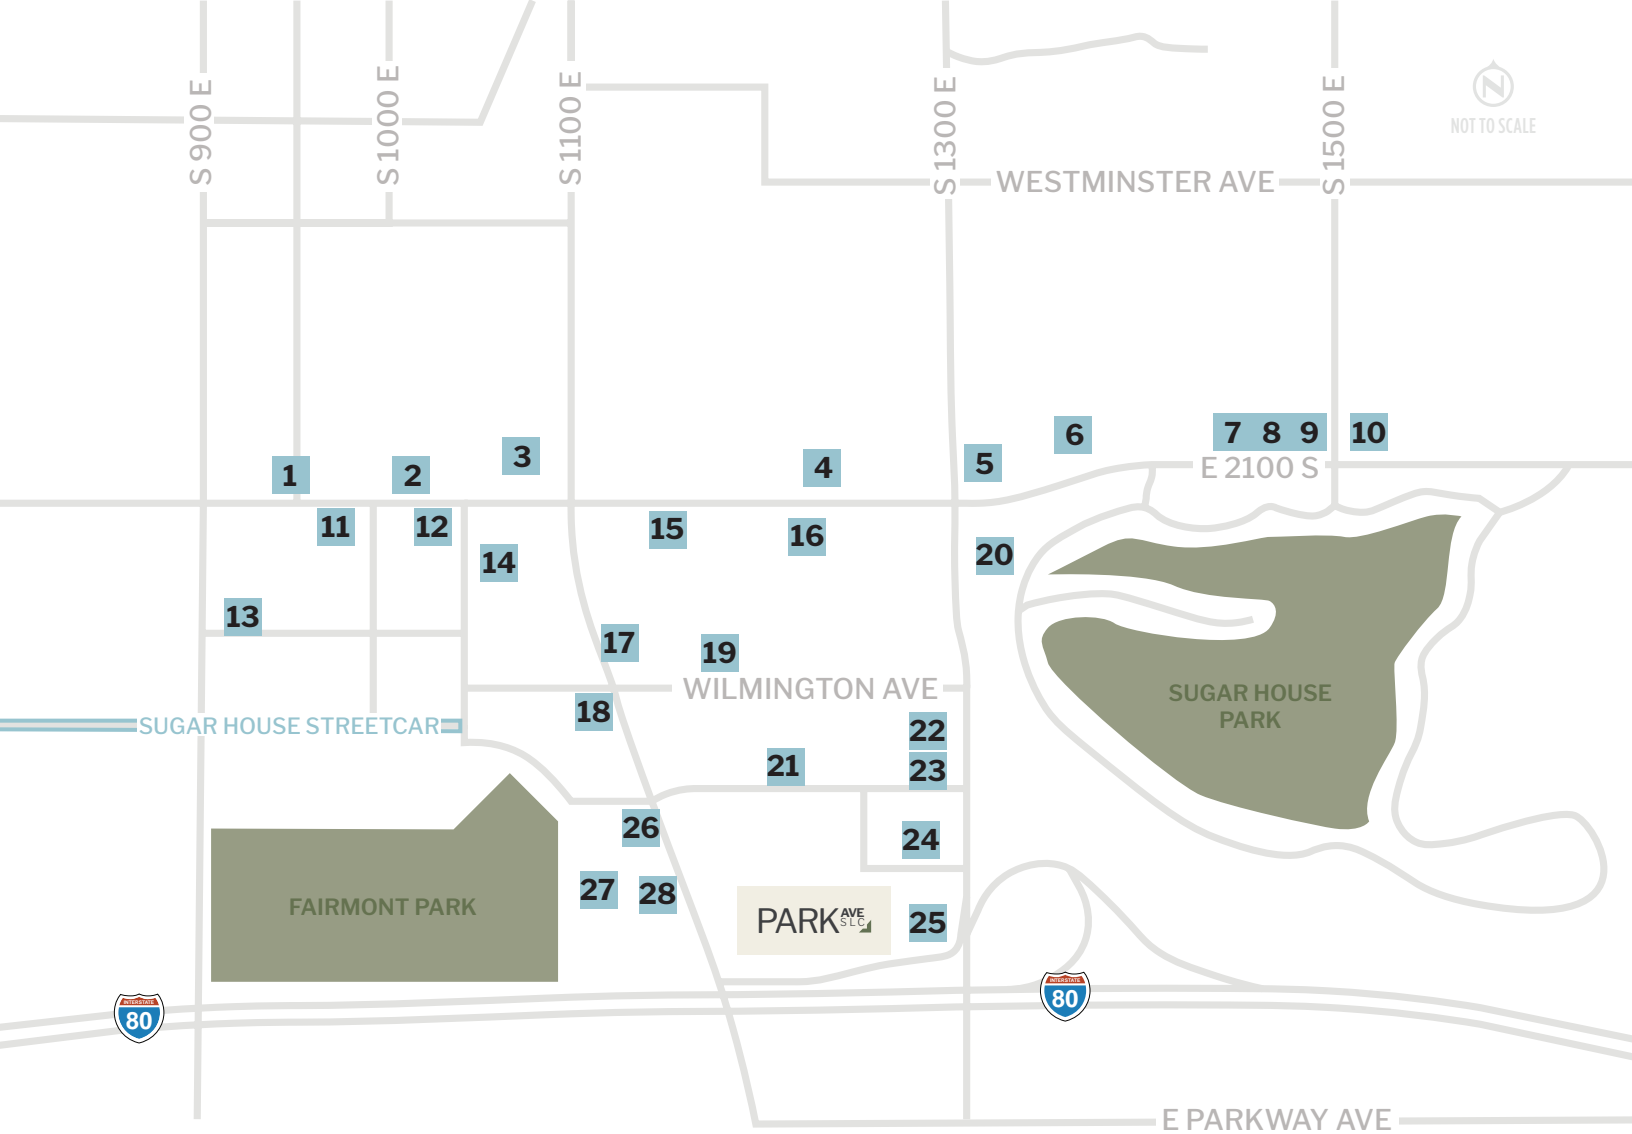 S 900 E
S 1000 E
S 1100 E
S 1300 E
S 1500 E
N
NOT TO SCALE
WESTMINSTER AVE
1
2
3
4
5
6
7 8 9
10
E 2100 S
11
12
13
14
15
16
17
18
19
20
WILMINGTON AVE
SUGAR HOUSE STREETCAR
SUGAR HOUSE
PARK
21
22
23
24
25
26
27
28
FAIRMONT PARK
PARK AVE
SLC
INTERSTATE
80
INTERSTATE
80
E PARKWAY AVE